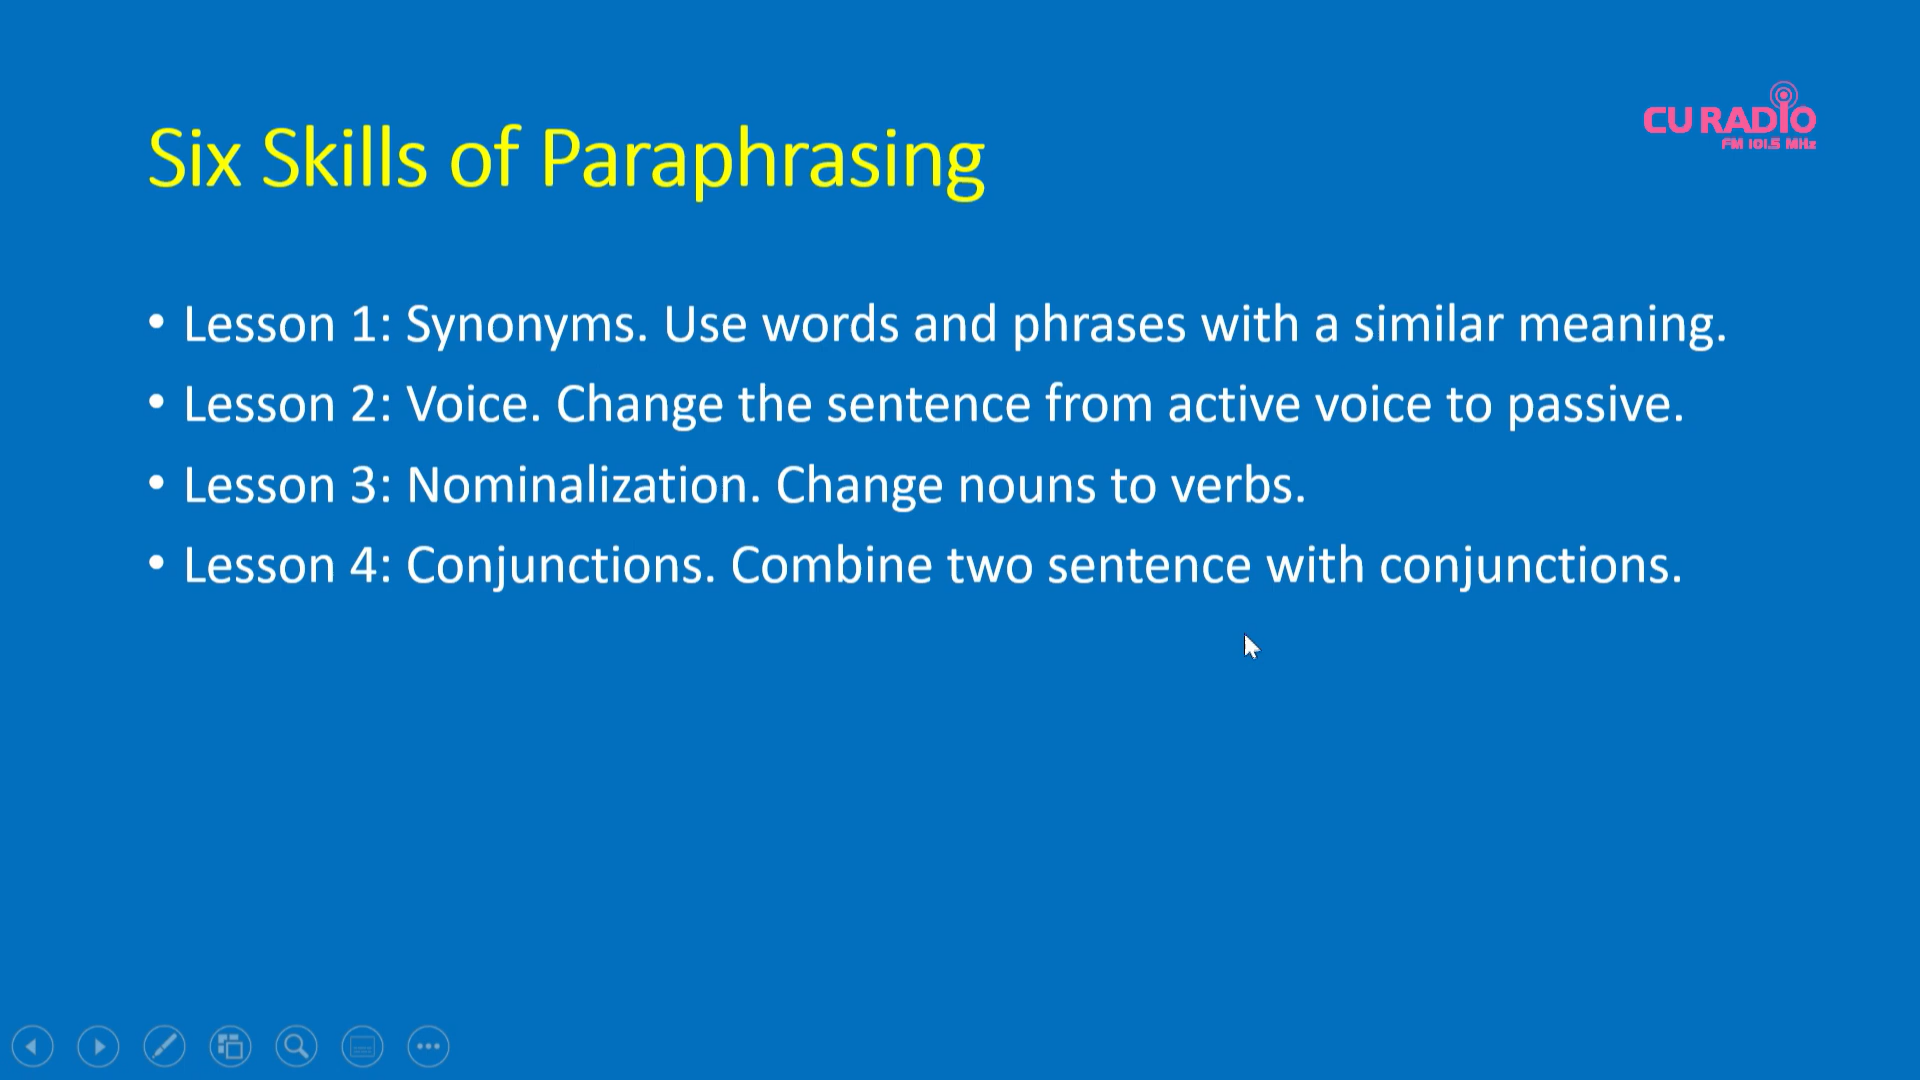 CU RADIO
FM 101.5 MHz
Six Skills of Paraphrasing
• Lesson 1: Synonyms. Use words and phrases with a similar meaning.
• Lesson 2: Voice. Change the sentence from active voice to passive.
• Lesson 3: Nominalization. Change nouns to verbs.
• Lesson 4: Conjunctions. Combine two sentence with conjunctions.